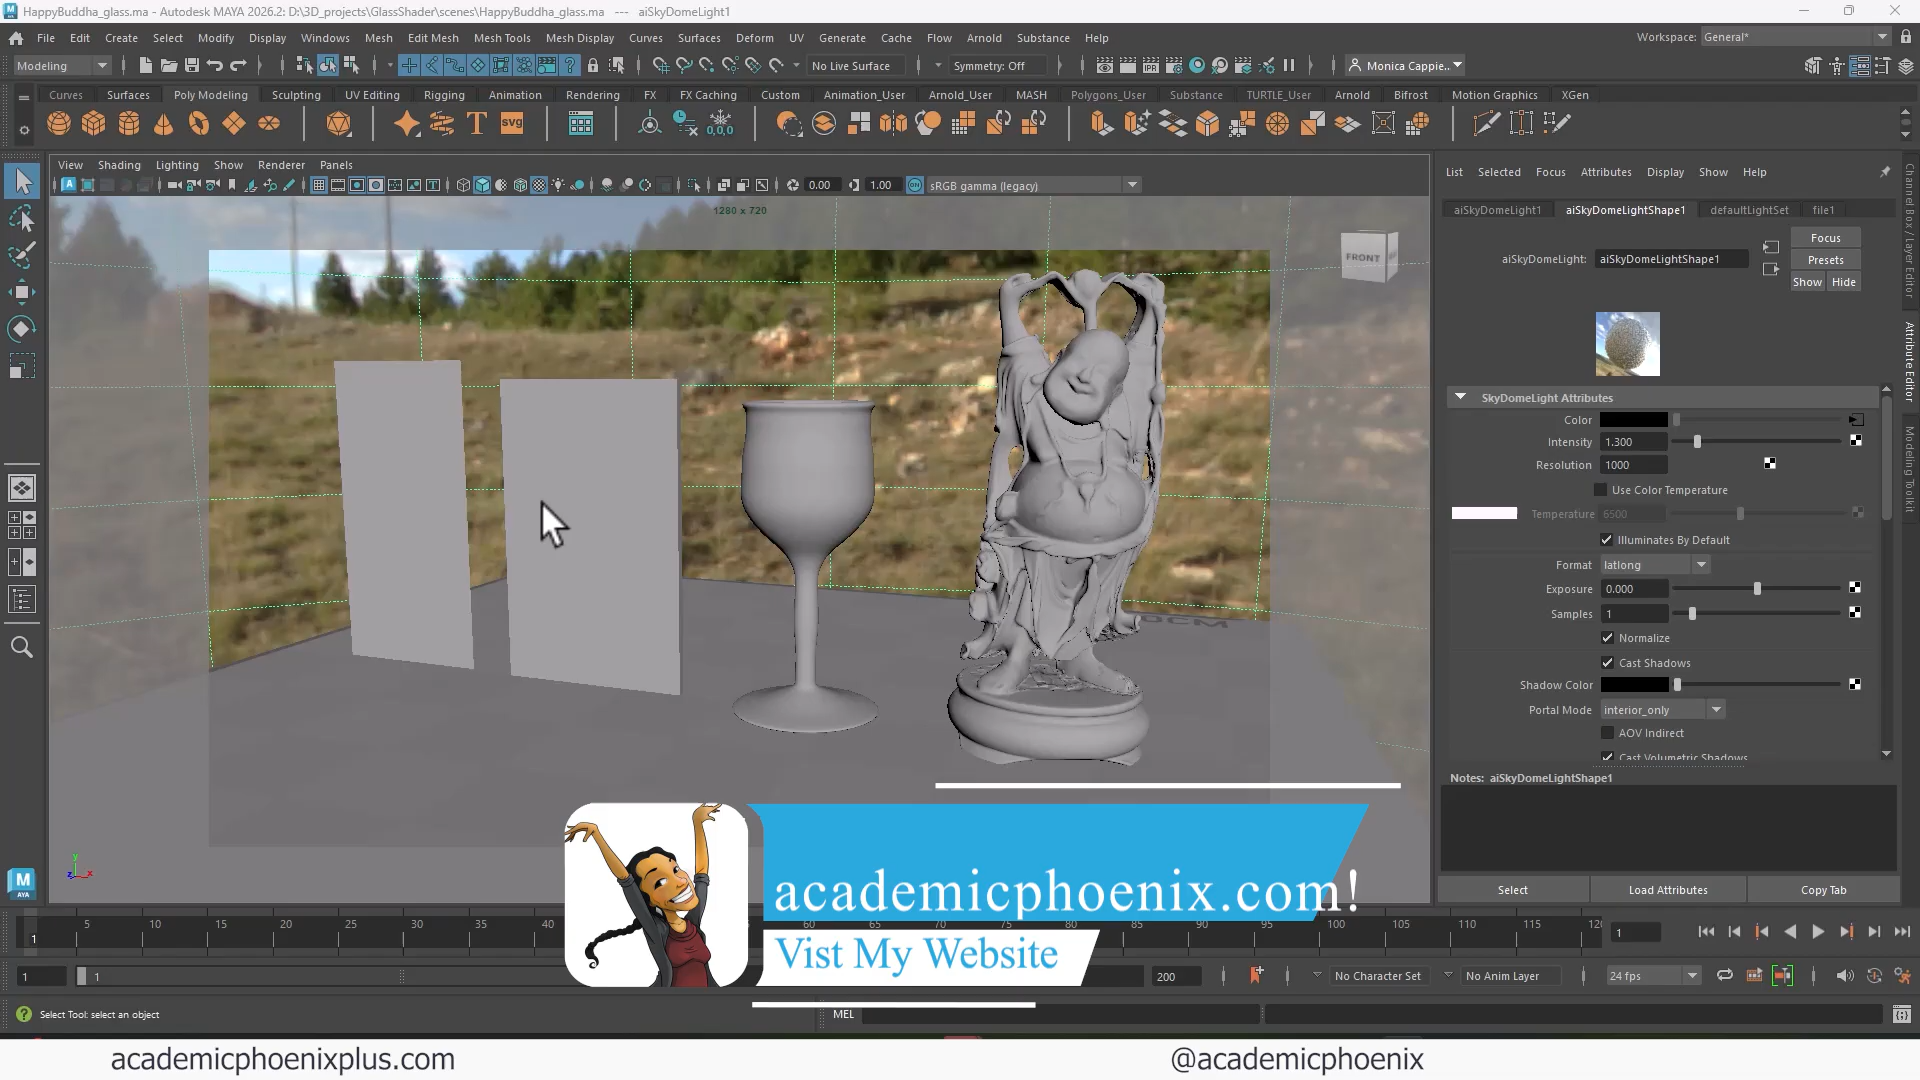 HappyBuddha_glass.ma - Autodesk MAYA 2026.2: D:\3D_projects\GlassShader\scenes\HappyBuddha_glass.ma --- aiSkyDomeLight1
File Edit Create Select Modify Display Windows Mesh Edit Mesh Mesh Tools Mesh Display Curves Surfaces Deform UV Generate Cache Flow Arnold Substance Help
Workspace: General*
Modeling No Live Surface Symmetry: Off Monica Cappie...
Curves Surfaces Poly Modeling Sculpting UV Editing Rigging Animation Rendering FX FX Caching Custom Animation_User Arnold_User MASH Polygons_User Substance TURTLE_User Arnold Bifrost Motion Graphics XGen
View Shading Lighting Show Renderer Panels
0.00 1.00 sRGB gamma (legacy)
1280 x 720
FRONT
List Selected Focus Attributes Display Show Help
aiSkyDomeLight1 aiSkyDomeLightShape1 defaultLightSet file1
Focus
aiSkyDomeLight: aiSkyDomeLightShape1
Presets
Show Hide
SkyDomeLight Attributes
Color
Intensity 1.300
Resolution 1000
Use Color Temperature
Temperature 6500
Illuminates By Default
Format latlong
Exposure 0.000
Samples 1
Normalize
Cast Shadows
Shadow Color
Portal Mode interior_only
AOV Indirect
Cast Volumetric Shadows
Notes: aiSkyDomeLightShape1
Select Load Attributes Copy Tab
Channel Box / Layer Editor
Attribute Editor
Modeling Toolkit
academicphoenix.com!
Vist My Website
5 10 15 20 25 30 35 40 60 65 70 75 80 85 90 95 100 105 110 115 120
1 1
1 1 200 No Character Set No Anim Layer 24 fps
Select Tool: select an object MEL
academicphoenixplus.com @academicphoenix